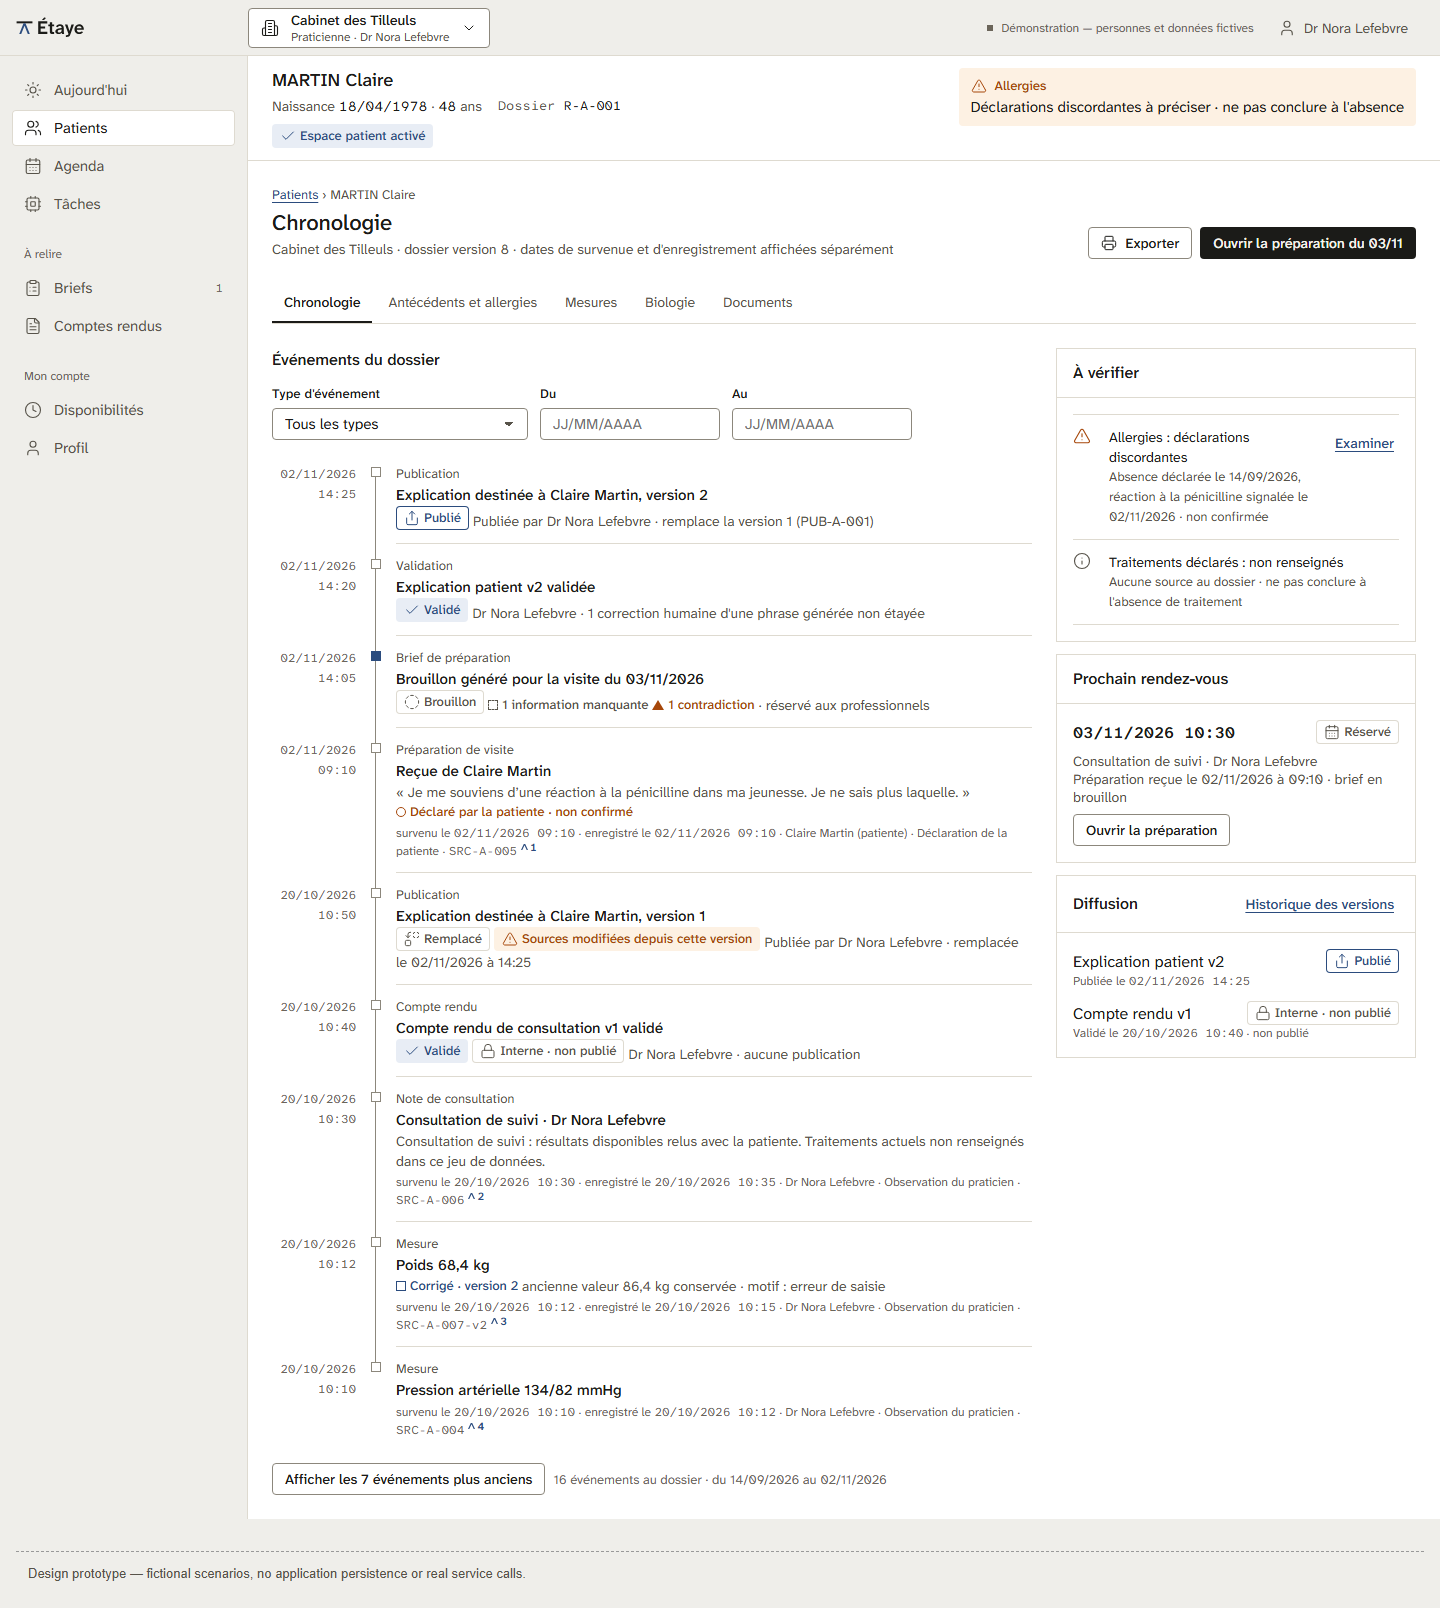 Étaye
Cabinet des Tilleuls
Praticienne · Dr Nora Lefebvre
Démonstration — personnes et données fictives
Dr Nora Lefebvre
Aujourd'hui
Patients
Agenda
Tâches
À relire
Briefs 1
Comptes rendus
Mon compte
Disponibilités
Profil
MARTIN Claire
Naissance 18/04/1978 · 48 ans Dossier R-A-001
Espace patient activé
Allergies
Déclarations discordantes à préciser · ne pas conclure à l'absence
Patients › MARTIN Claire
Chronologie
Cabinet des Tilleuls · dossier version 8 · dates de survenue et d'enregistrement affichées séparément
Exporter
Ouvrir la préparation du 03/11
Chronologie Antécédents et allergies Mesures Biologie Documents
Événements du dossier
Type d'événement Du Au
Tous les types JJ/MM/AAAA JJ/MM/AAAA
02/11/2026 Publication
14:25 Explication destinée à Claire Martin, version 2
Publié Publiée par Dr Nora Lefebvre · remplace la version 1 (PUB-A-001)
02/11/2026 Validation
14:20 Explication patient v2 validée
Validé Dr Nora Lefebvre · 1 correction humaine d'une phrase générée non étayée
02/11/2026 Brief de préparation
14:05 Brouillon généré pour la visite du 03/11/2026
Brouillon 1 information manquante 1 contradiction · réservé aux professionnels
02/11/2026 Préparation de visite
09:10 Reçue de Claire Martin
« Je me souviens d'une réaction à la pénicilline dans ma jeunesse. Je ne sais plus laquelle. »
Déclaré par la patiente · non confirmé
survenu le 02/11/2026 09:10 · enregistré le 02/11/2026 09:10 · Claire Martin (patiente) · Déclaration de la
patiente · SRC-A-005 ^1
20/10/2026 Publication
10:50 Explication destinée à Claire Martin, version 1
Remplacé Sources modifiées depuis cette version Publiée par Dr Nora Lefebvre · remplacée
le 02/11/2026 à 14:25
20/10/2026 Compte rendu
10:40 Compte rendu de consultation v1 validé
Validé Interne · non publié Dr Nora Lefebvre · aucune publication
20/10/2026 Note de consultation
10:30 Consultation de suivi · Dr Nora Lefebvre
Consultation de suivi : résultats disponibles relus avec la patiente. Traitements actuels non renseignés
dans ce jeu de données.
survenu le 20/10/2026 10:30 · enregistré le 20/10/2026 10:35 · Dr Nora Lefebvre · Observation du praticien ·
SRC-A-006 ^2
20/10/2026 Mesure
10:12 Poids 68,4 kg
Corrigé · version 2 ancienne valeur 86,4 kg conservée · motif : erreur de saisie
survenu le 20/10/2026 10:12 · enregistré le 20/10/2026 10:15 · Dr Nora Lefebvre · Observation du praticien ·
SRC-A-007-v2 ^3
20/10/2026 Mesure
10:10 Pression artérielle 134/82 mmHg
survenu le 20/10/2026 10:10 · enregistré le 20/10/2026 10:12 · Dr Nora Lefebvre · Observation du praticien ·
SRC-A-004 ^4
Afficher les 7 événements plus anciens 16 événements au dossier · du 14/09/2026 au 02/11/2026
À vérifier
Allergies : déclarations
discordantes
Examiner
Absence déclarée le 14/09/2026,
réaction à la pénicilline signalée le
02/11/2026 · non confirmée
Traitements déclarés : non renseignés
Aucune source au dossier · ne pas conclure à
l'absence de traitement
Prochain rendez-vous
03/11/2026 10:30 Réservé
Consultation de suivi · Dr Nora Lefebvre
Préparation reçue le 02/11/2026 à 09:10 · brief en
brouillon
Ouvrir la préparation
Diffusion Historique des versions
Explication patient v2 Publié
Publiée le 02/11/2026 14:25
Compte rendu v1 Interne · non publié
Validé le 20/10/2026 10:40 · non publié
Design prototype — fictional scenarios, no application persistence or real service calls.